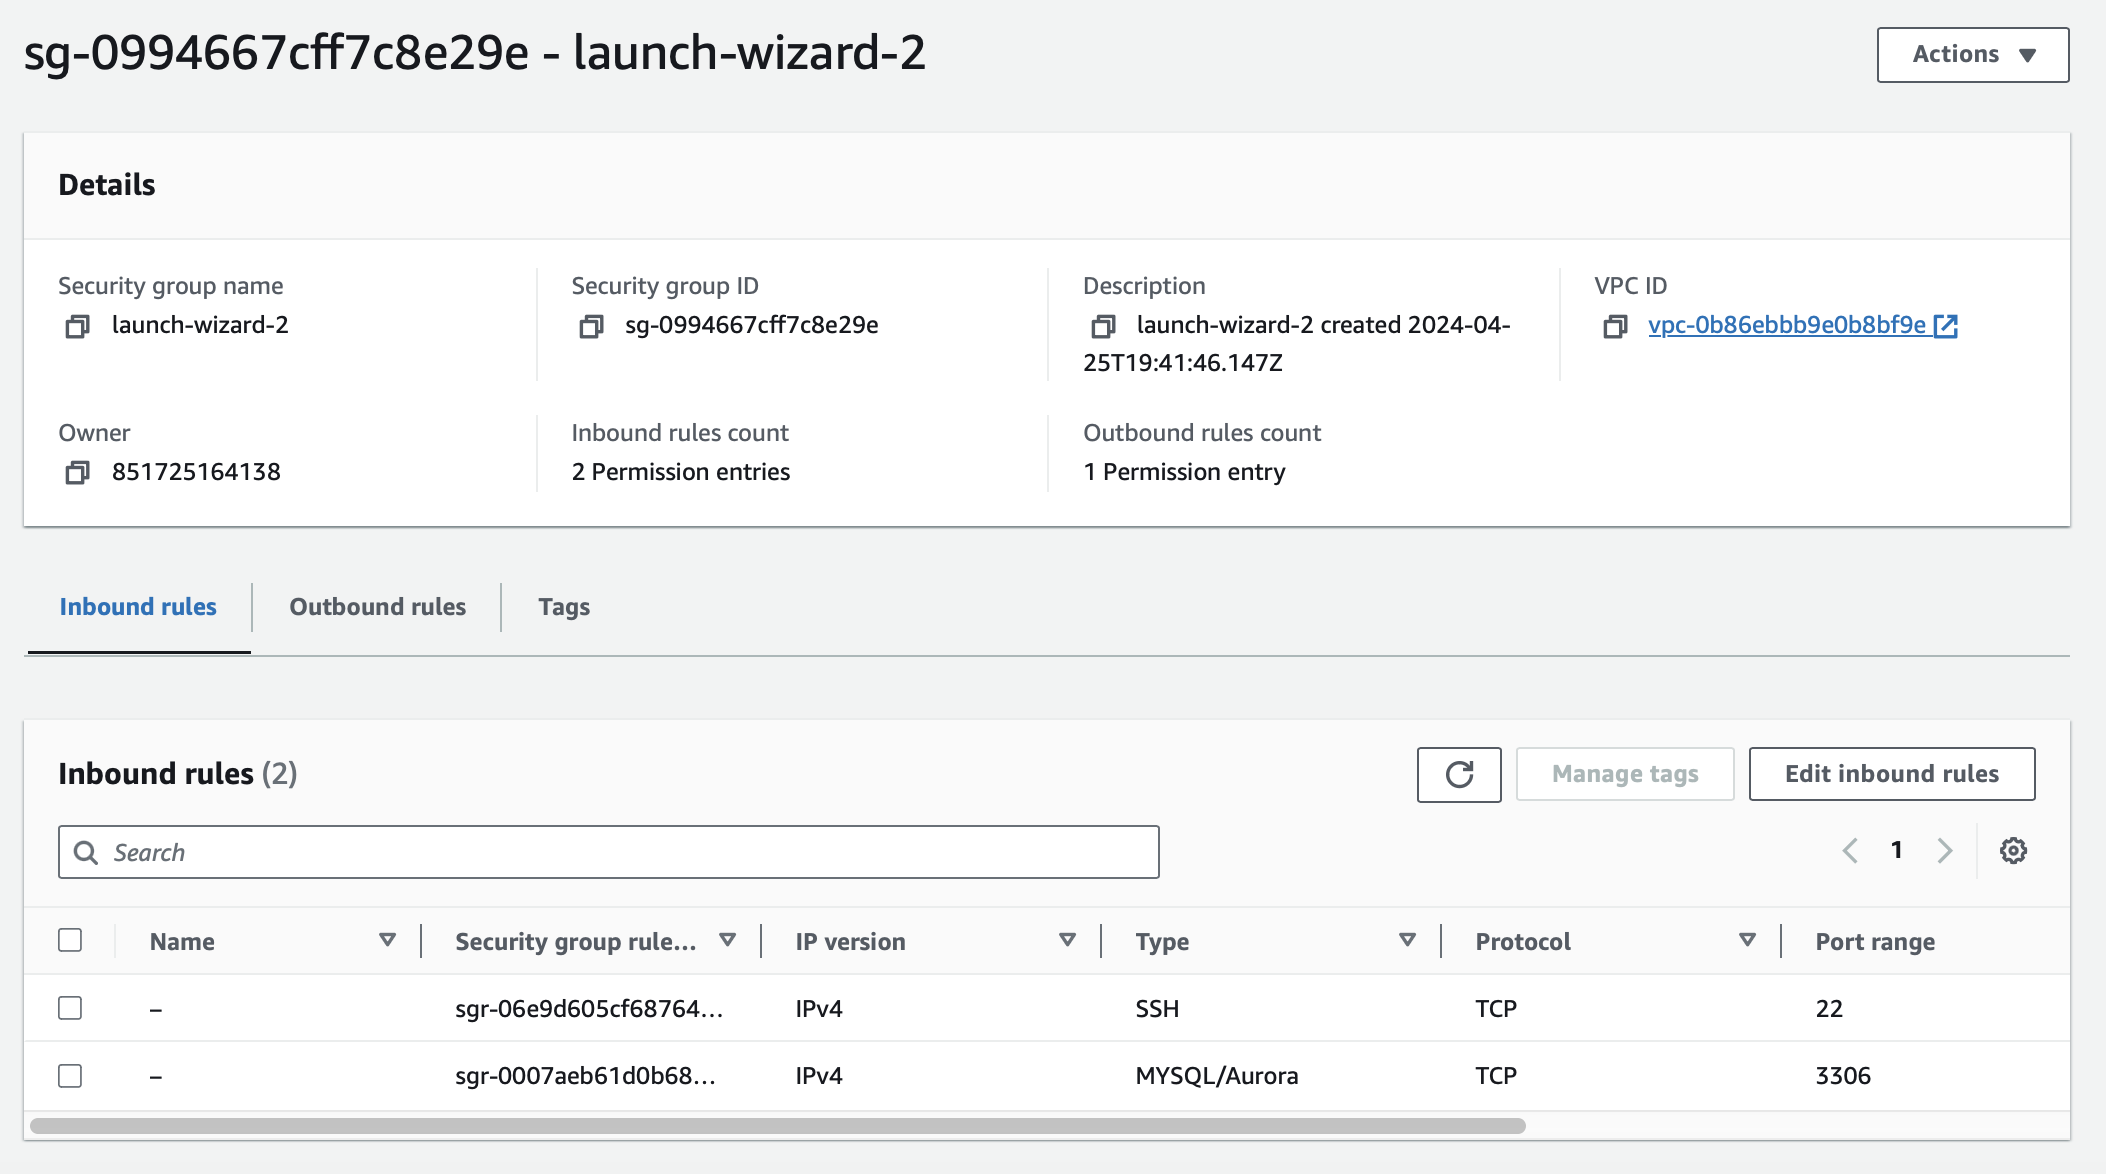 sg-0994667cff7c8e29e - launch-wizard-2
Actions
Details
Security group name
launch-wizard-2
Security group ID
sg-0994667cff7c8e29e
Description
launch-wizard-2 created 2024-04-
25T19:41:46.147Z
VPC ID
vpc-0b86ebbb9e0b8bf9e
Owner
851725164138
Inbound rules count
2 Permission entries
Outbound rules count
1 Permission entry
Inbound rules
Outbound rules
Tags
Inbound rules (2)
Manage tags
Edit inbound rules
Search
1
Name
Security group rule...
IP version
Type
Protocol
Port range
–
sgr-06e9d605cf68764...
IPv4
SSH
TCP
22
–
sgr-0007aeb61d0b68...
IPv4
MYSQL/Aurora
TCP
3306